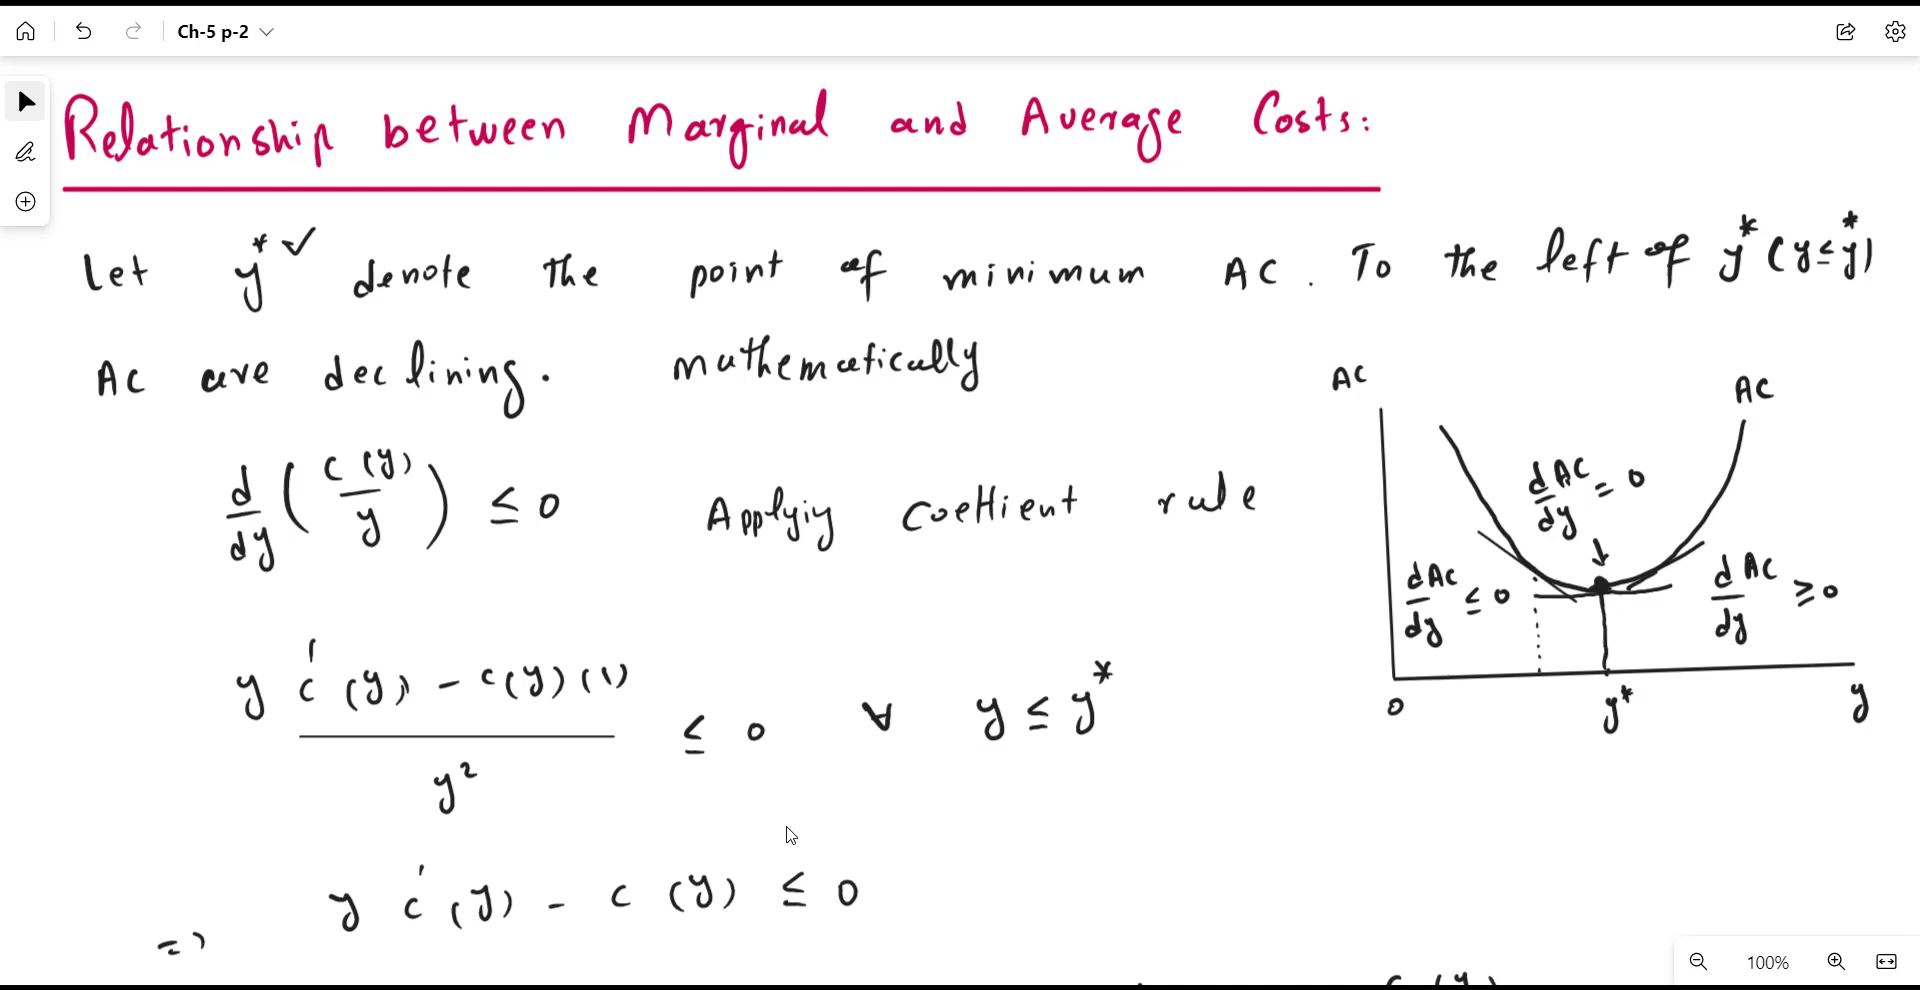 Ch-5 p-2
Relationship between Marginal and Average Costs:
Let y* ✓ denote the point of minimum AC. To the left of y* (y≤y*)
AC are declining. mathematically
d/dy (c(y)/y) ≤ 0 Applying coettient rule
y c'(y) - c(y)(1) / y² ≤ 0 ∀ y ≤ y*
=> y c'(y) - c(y) ≤ 0
AC
AC
dAC/dy = 0
↓
dAC/dy ≤ 0
dAC/dy ≥ 0
0 y* y
100%